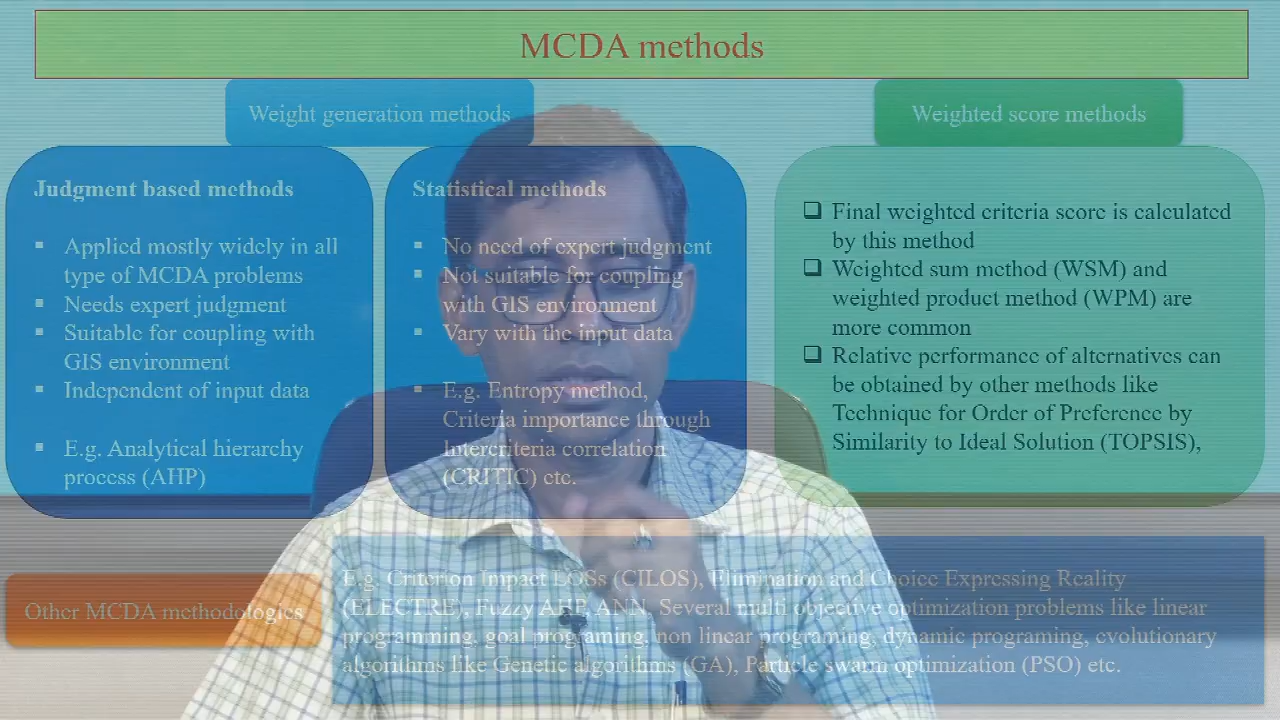 MCDA methods
Weight generation methods
Weighted score methods
Judgment based methods
▪ Applied mostly widely in all
type of MCDA problems
▪ Needs expert judgment
▪ Suitable for coupling with
GIS environment
▪ Independent of input data
▪ E.g. Analytical hierarchy
process (AHP)
Statistical methods
▪ No need of expert judgment
▪ Not suitable for coupling
with GIS environment
▪ Vary with the input data
▪ E.g. Entropy method,
Criteria importance through
Intercriteria correlation
(CRITIC) etc.
❑ Final weighted criteria score is calculated
by this method
❑ Weighted sum method (WSM) and
weighted product method (WPM) are
more common
❑ Relative performance of alternatives can
be obtained by other methods like
Technique for Order of Preference by
Similarity to Ideal Solution (TOPSIS),
Other MCDA methodologies
E.g. Criterion Impact LOSs (CILOS), Elimination and Choice Expressing Reality
(ELECTRE), Fuzzy AHP, ANN, Several multi objective optimization problems like linear
programming, goal programing, non linear programing, dynamic programing, evolutionary
algorithms like Genetic algorithms (GA), Particle swarm optimization (PSO) etc.